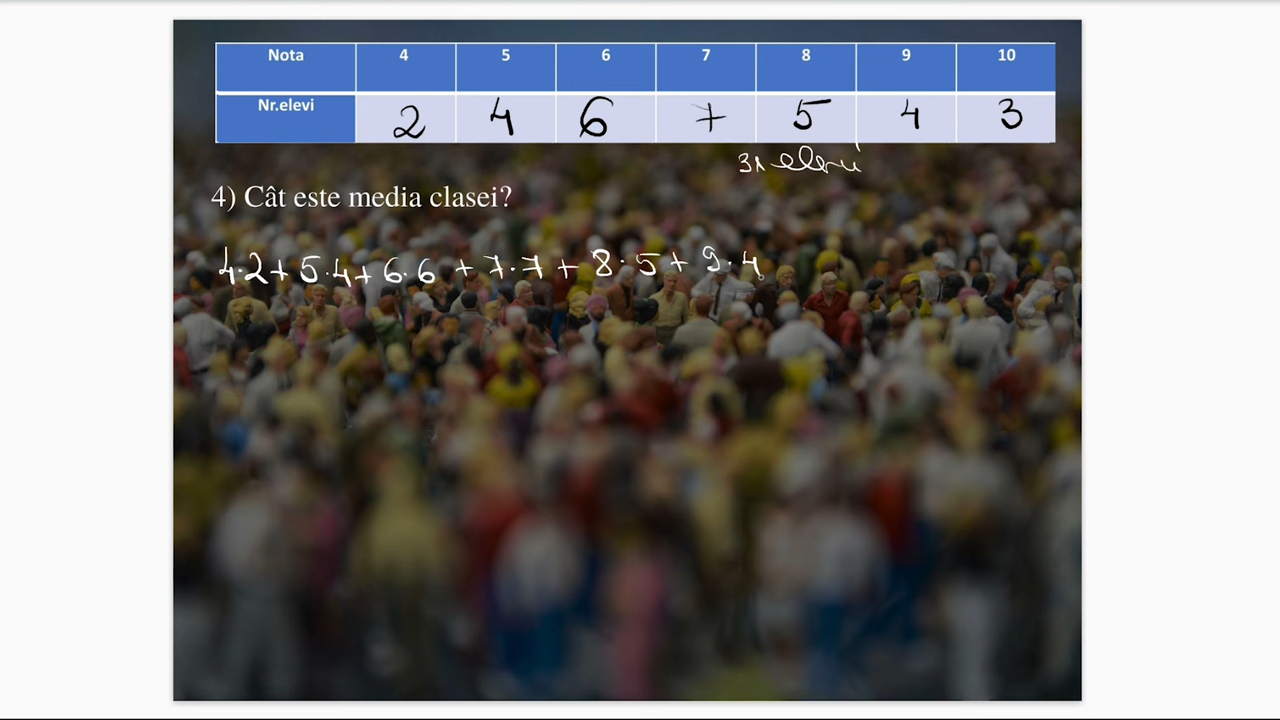 Nota 4 5 6 7 8 9 10
Nr.elevi 2 4 6 7 5 4 3
31 elevi
4) Cât este media clasei?
4·2+5·4+6·6+7·7+8·5+9·4